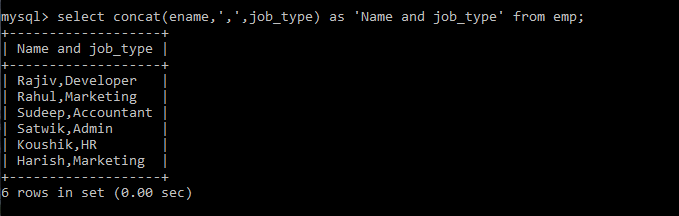 mysql> select concat(ename,',',job_type) as 'Name and job_type' from emp;
+-------------------+
| Name and job_type |
+-------------------+
| Rajiv,Developer   |
| Rahul,Marketing   |
| Sudeep,Accountant |
| Satwik,Admin      |
| Koushik,HR        |
| Harish,Marketing  |
+-------------------+
6 rows in set (0.00 sec)